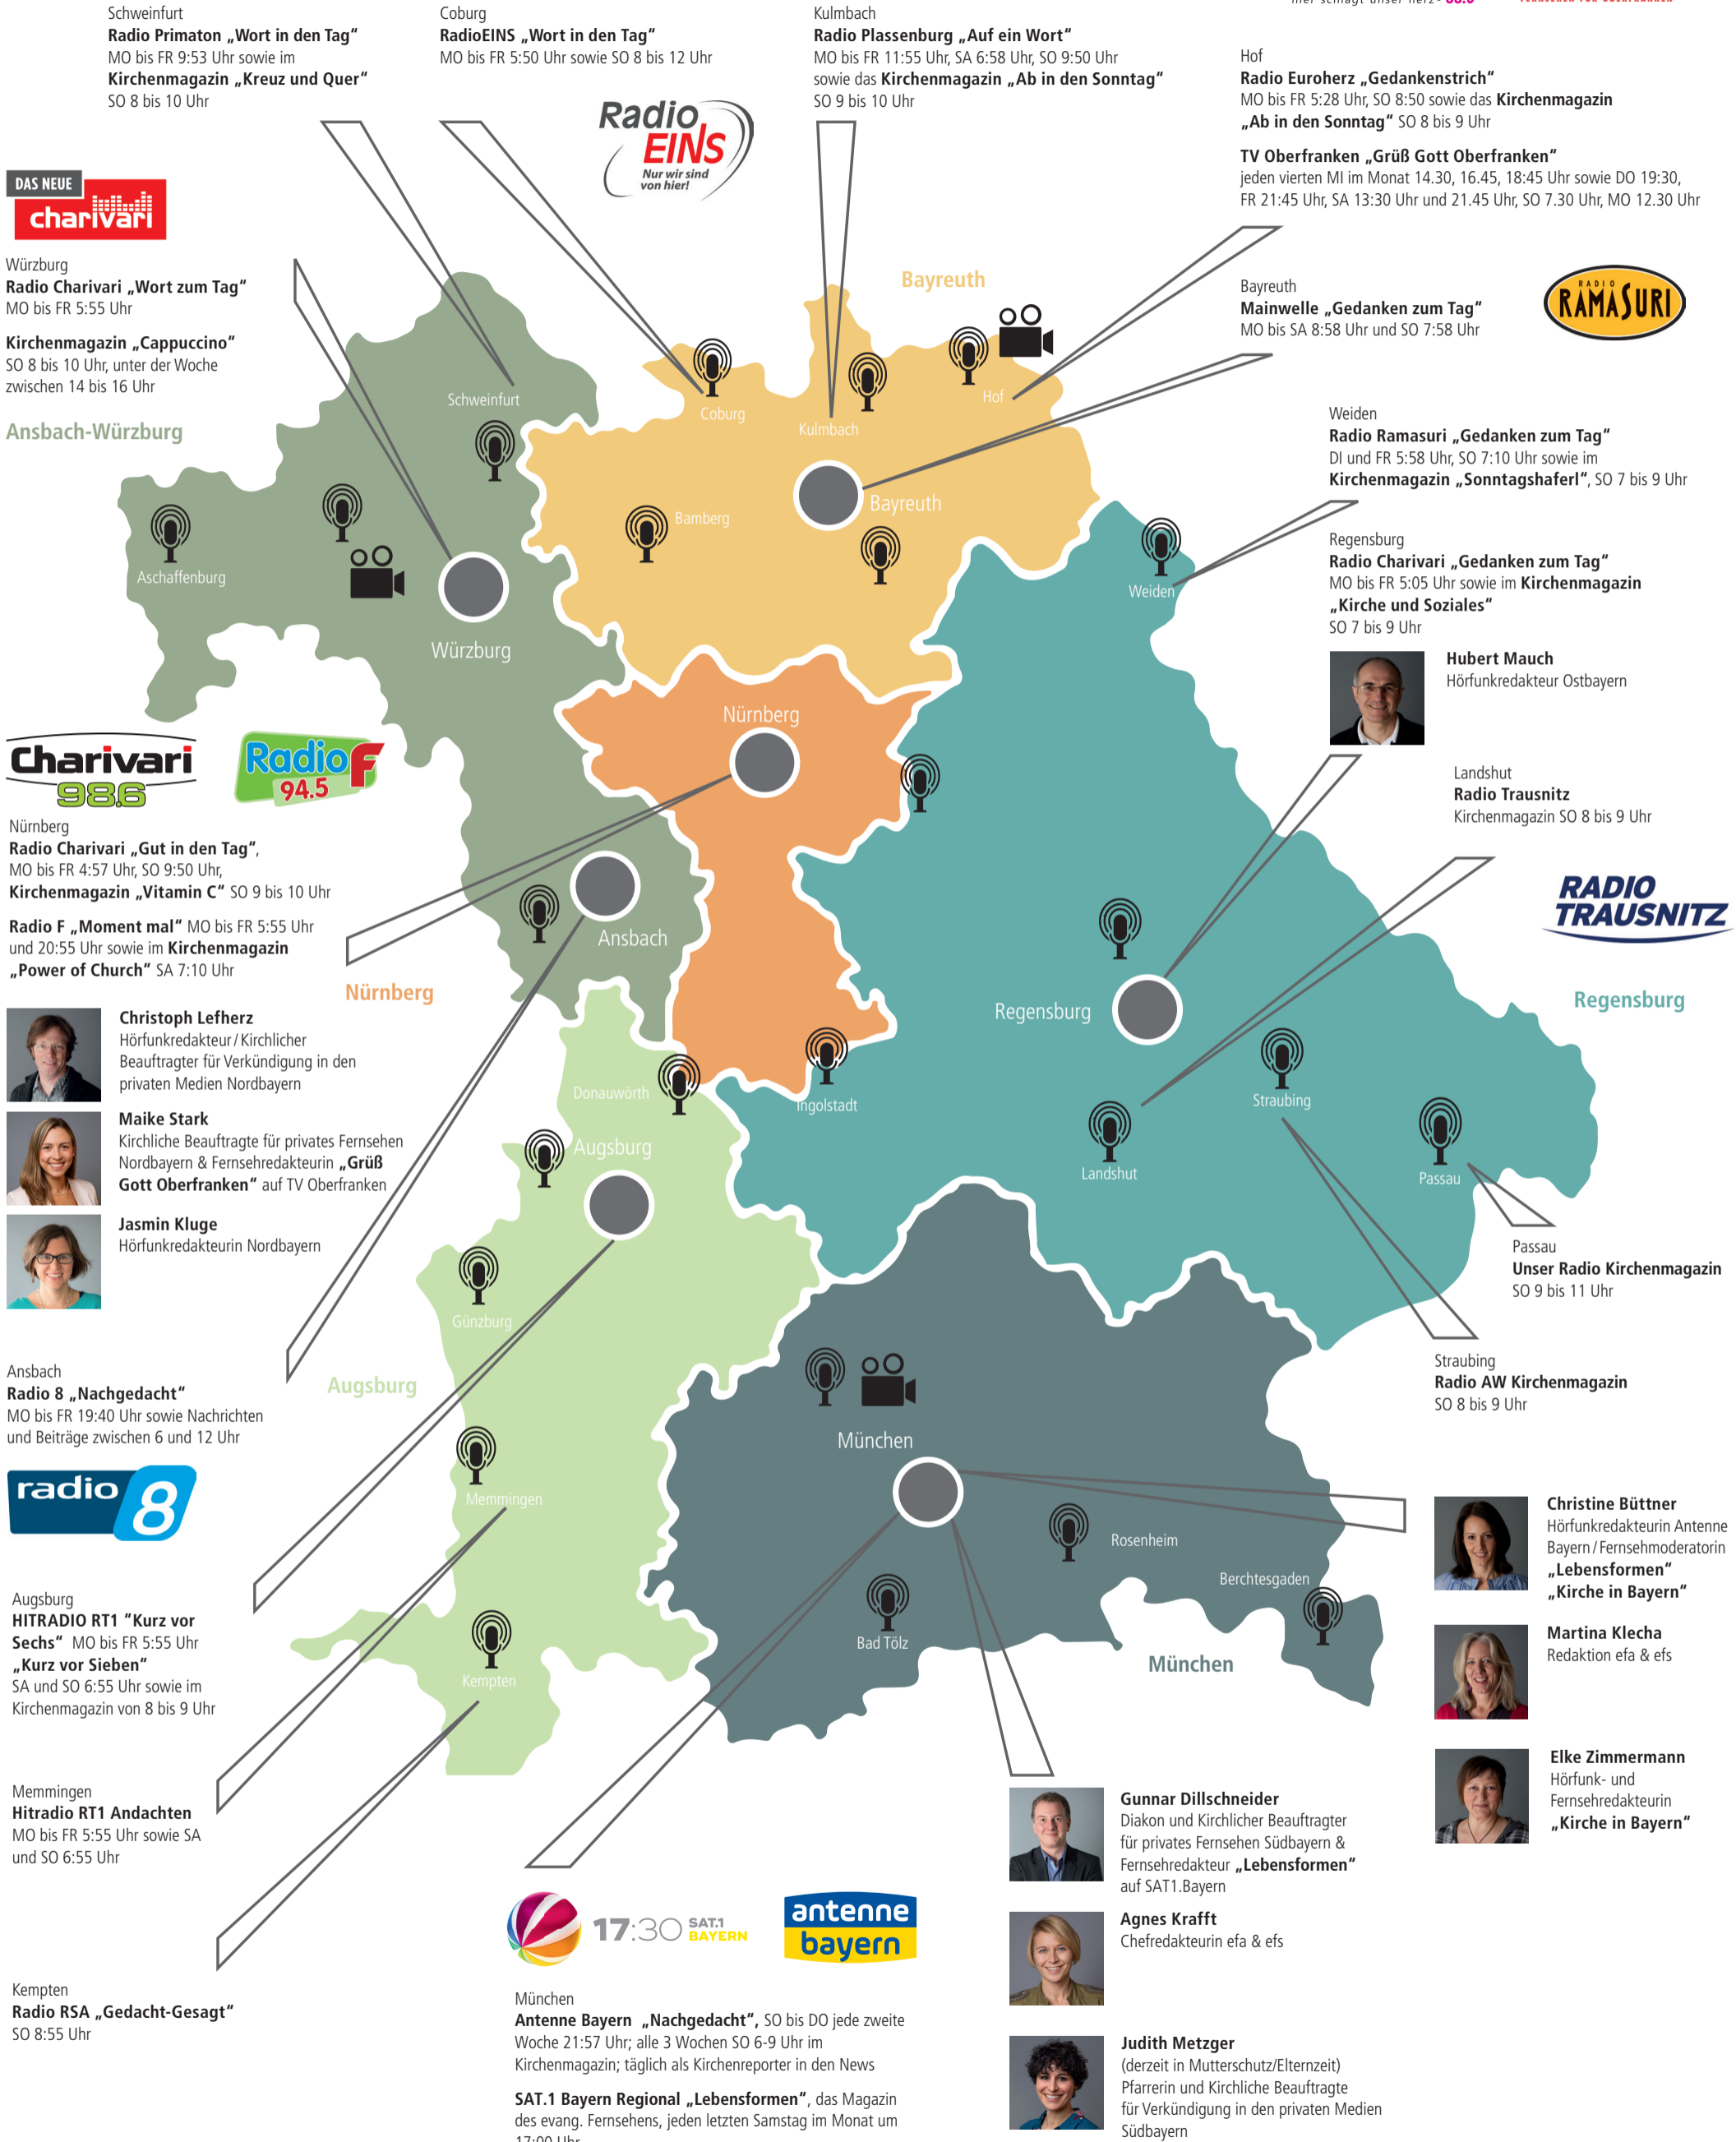 hier schlagt unser herz
Schweinfurt
Radio Primaton „Wort in den Tag“
MO bis FR 9:53 Uhr sowie im
Kirchenmagazin „Kreuz und Quer“
SO 8 bis 10 Uhr
Coburg
RadioEINS „Wort in den Tag“
MO bis FR 5:50 Uhr sowie SO 8 bis 12 Uhr
Radio
EINS
Nur wir sind
von hier!
Kulmbach
Radio Plassenburg „Auf ein Wort“
MO bis FR 11:55 Uhr, SA 6:58 Uhr, SO 9:50 Uhr
sowie das Kirchenmagazin „Ab in den Sonntag“
SO 9 bis 10 Uhr
Hof
Radio Euroherz „Gedankenstrich“
MO bis FR 5:28 Uhr, SO 8:50 sowie das Kirchenmagazin
„Ab in den Sonntag“ SO 8 bis 9 Uhr
TV Oberfranken „Grüß Gott Oberfranken“
jeden vierten MI im Monat 14.30, 16.45, 18:45 Uhr sowie DO 19:30,
FR 21:45 Uhr, SA 13:30 Uhr und 21.45 Uhr, SO 7.30 Uhr, MO 12.30 Uhr
DAS NEUE
charivari
Würzburg
Radio Charivari „Wort zum Tag“
MO bis FR 5:55 Uhr
Kirchenmagazin „Cappuccino“
SO 8 bis 10 Uhr, unter der Woche
zwischen 14 bis 16 Uhr
Ansbach-Würzburg
Bayreuth
Bayreuth
Mainwelle „Gedanken zum Tag“
MO bis SA 8:58 Uhr und SO 7:58 Uhr
RADIO
RAMASURI
Weiden
Radio Ramasuri „Gedanken zum Tag“
DI und FR 5:58 Uhr, SO 7:10 Uhr sowie im
Kirchenmagazin „Sonntagshaferl“, SO 7 bis 9 Uhr
Regensburg
Radio Charivari „Gedanken zum Tag“
MO bis FR 5:05 Uhr sowie im Kirchenmagazin
„Kirche und Soziales“
SO 7 bis 9 Uhr
Hubert Mauch
Hörfunkredakteur Ostbayern
Landshut
Radio Trausnitz
Kirchenmagazin SO 8 bis 9 Uhr
RADIO
TRAUSNITZ
Regensburg
Schweinfurt
Coburg
Kulmbach
Hof
Bamberg
Bayreuth
Aschaffenburg
Würzburg
Weiden
Nürnberg
Ansbach
Regensburg
Donauwörth
Ingolstadt
Straubing
Augsburg
Landshut
Passau
Günzburg
München
Memmingen
Rosenheim
Berchtesgaden
Bad Tölz
Kempten
München
Charivari
98.6
Radio F
94.5
Nürnberg
Radio Charivari „Gut in den Tag“,
MO bis FR 4:57 Uhr, SO 9:50 Uhr,
Kirchenmagazin „Vitamin C“ SO 9 bis 10 Uhr
Radio F „Moment mal“ MO bis FR 5:55 Uhr
und 20:55 Uhr sowie im Kirchenmagazin
„Power of Church“ SA 7:10 Uhr
Nürnberg
Christoph Lefherz
Hörfunkredakteur/Kirchlicher
Beauftragter für Verkündigung in den
privaten Medien Nordbayern
Maike Stark
Kirchliche Beauftragte für privates Fernsehen
Nordbayern & Fernsehredakteurin „Grüß
Gott Oberfranken“ auf TV Oberfranken
Jasmin Kluge
Hörfunkredakteurin Nordbayern
Passau
Unser Radio Kirchenmagazin
SO 9 bis 11 Uhr
Straubing
Radio AW Kirchenmagazin
SO 8 bis 9 Uhr
Ansbach
Radio 8 „Nachgedacht“
MO bis FR 19:40 Uhr sowie Nachrichten
und Beiträge zwischen 6 und 12 Uhr
Augsburg
radio 8
Augsburg
HITRADIO RT1 "Kurz vor
Sechs“ MO bis FR 5:55 Uhr
„Kurz vor Sieben“
SA und SO 6:55 Uhr sowie im
Kirchenmagazin von 8 bis 9 Uhr
Memmingen
Hitradio RT1 Andachten
MO bis FR 5:55 Uhr sowie SA
und SO 6:55 Uhr
Kempten
Radio RSA „Gedacht-Gesagt“
SO 8:55 Uhr
Christine Büttner
Hörfunkredakteurin Antenne
Bayern/Fernsehmoderatorin
„Lebensformen“
„Kirche in Bayern“
Martina Klecha
Redaktion efa & efs
Elke Zimmermann
Hörfunk- und
Fernsehredakteurin
„Kirche in Bayern“
Gunnar Dillschneider
Diakon und Kirchlicher Beauftragter
für privates Fernsehen Südbayern &
Fernsehredakteur „Lebensformen“
auf SAT1.Bayern
Agnes Krafft
Chefredakteurin efa & efs
Judith Metzger
(derzeit in Mutterschutz/Elternzeit)
Pfarrerin und Kirchliche Beauftragte
für Verkündigung in den privaten Medien
Südbayern
17:30 SAT.1
BAYERN
antenne
bayern
München
Antenne Bayern „Nachgedacht“, SO bis DO jede zweite
Woche 21:57 Uhr; alle 3 Wochen SO 6-9 Uhr im
Kirchenmagazin; täglich als Kirchenreporter in den News
SAT.1 Bayern Regional „Lebensformen“, das Magazin
des evang. Fernsehens, jeden letzten Samstag im Monat um
17:00 Uhr